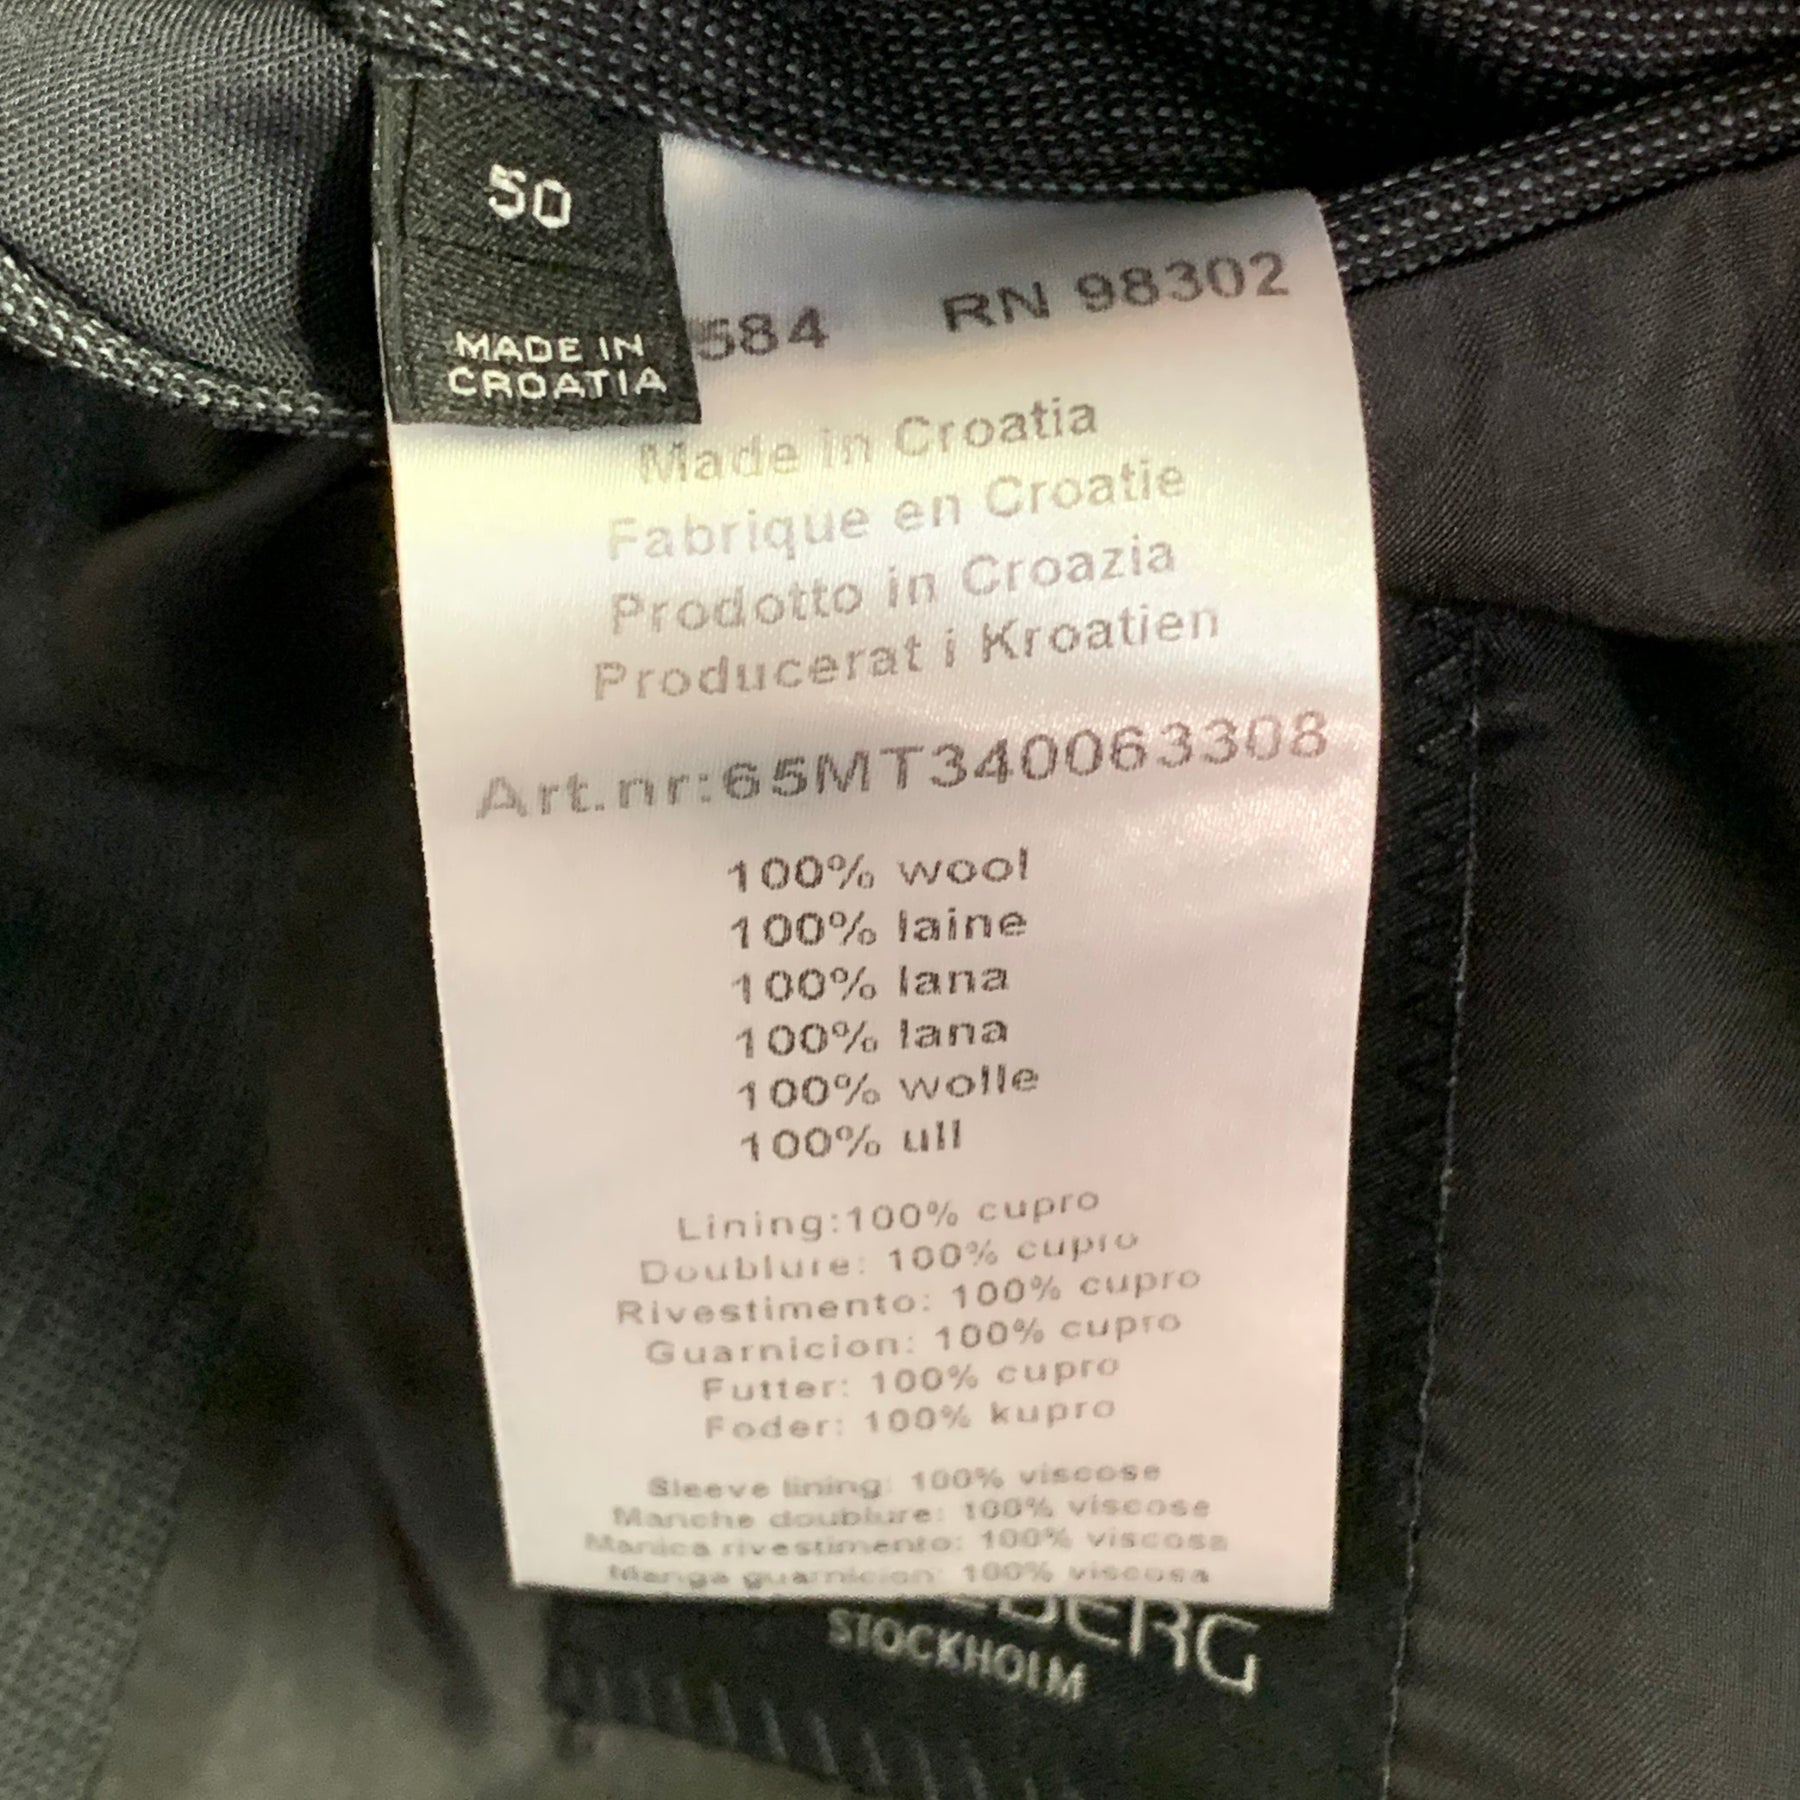 50
MADE IN
CROATIA
584 RN 98302
Made in Croatia
Fabrique en Croatie
Prodotto in Croazia
Producerat i Kroatien
Art.nr:65MT340063308
100% wool
100% laine
100% lana
100% lana
100% wolle
100% ull
Lining:100% cupro
Doublure: 100% cupro
Rivestimento: 100% cupro
Guarnicion: 100% cupro
Futter: 100% cupro
Foder: 100% kupro
Sleeve lining: 100% viscose
Manche doublure: 100% viscose
Manica rivestimento: 100% viscosa
Manga guarnicion: 100% viscosa
STOCKHOLM